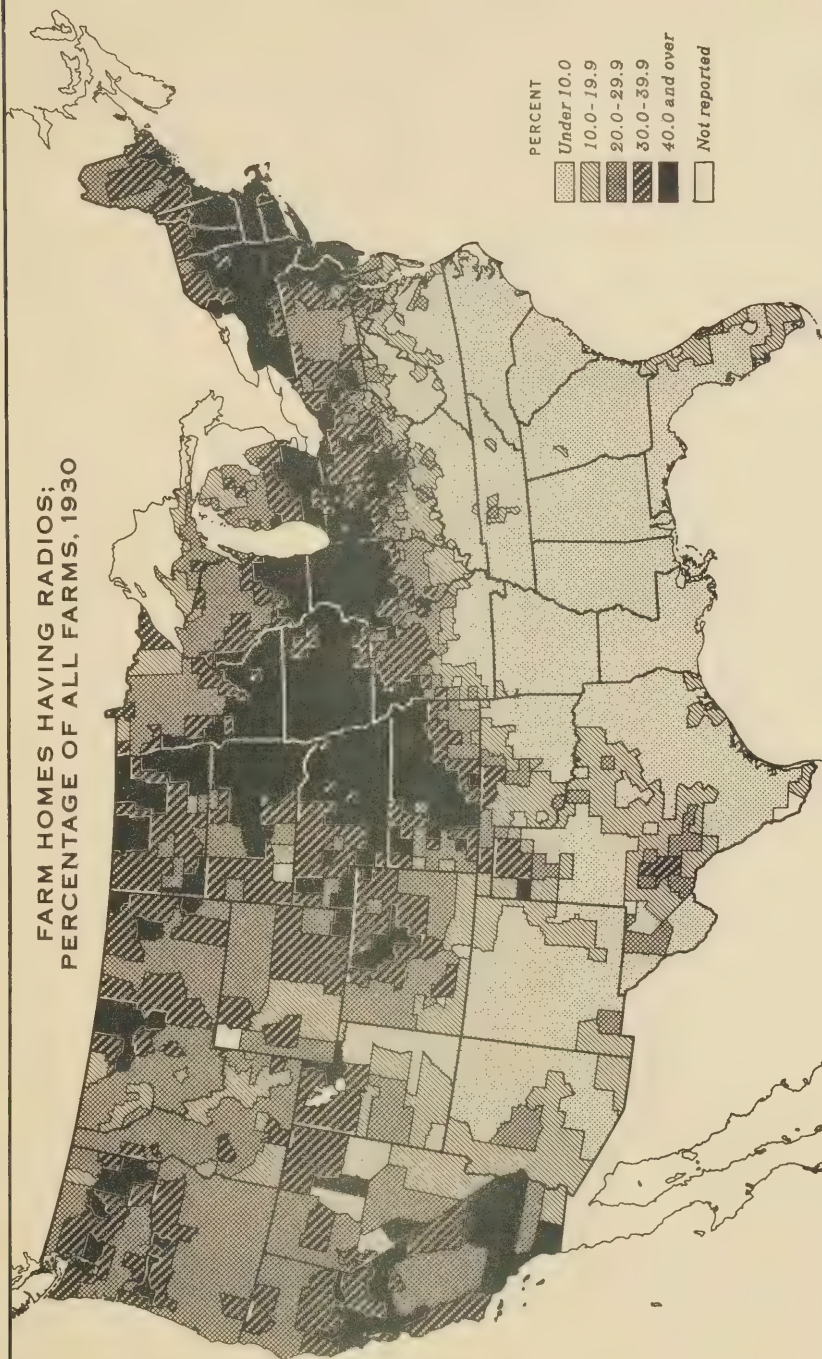 FARM HOMES HAVING RADIOS;
PERCENTAGE OF ALL FARMS, 1930
PERCENT
Under 10.0
10.0-19.9
20.0-29.9
30.0-39.9
40.0 and over
Not reported